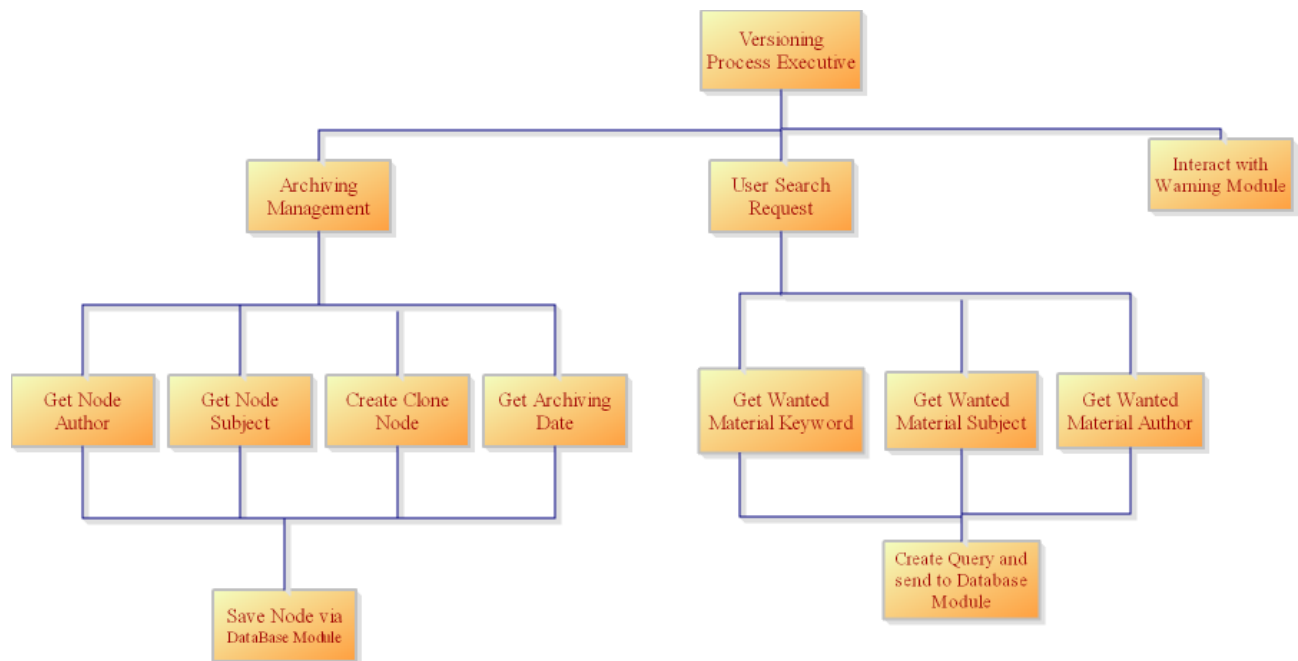 Versioning
Process Executive
Archiving
Management
User Search
Request
Interact with
Warning Module
Get Node
Author
Get Node
Subject
Create Clone
Node
Get Archiving
Date
Get Wanted
Material Keyword
Get Wanted
Material Subject
Get Wanted
Material Author
Save Node via
DataBase Module
Create Query and
send to Database
Module